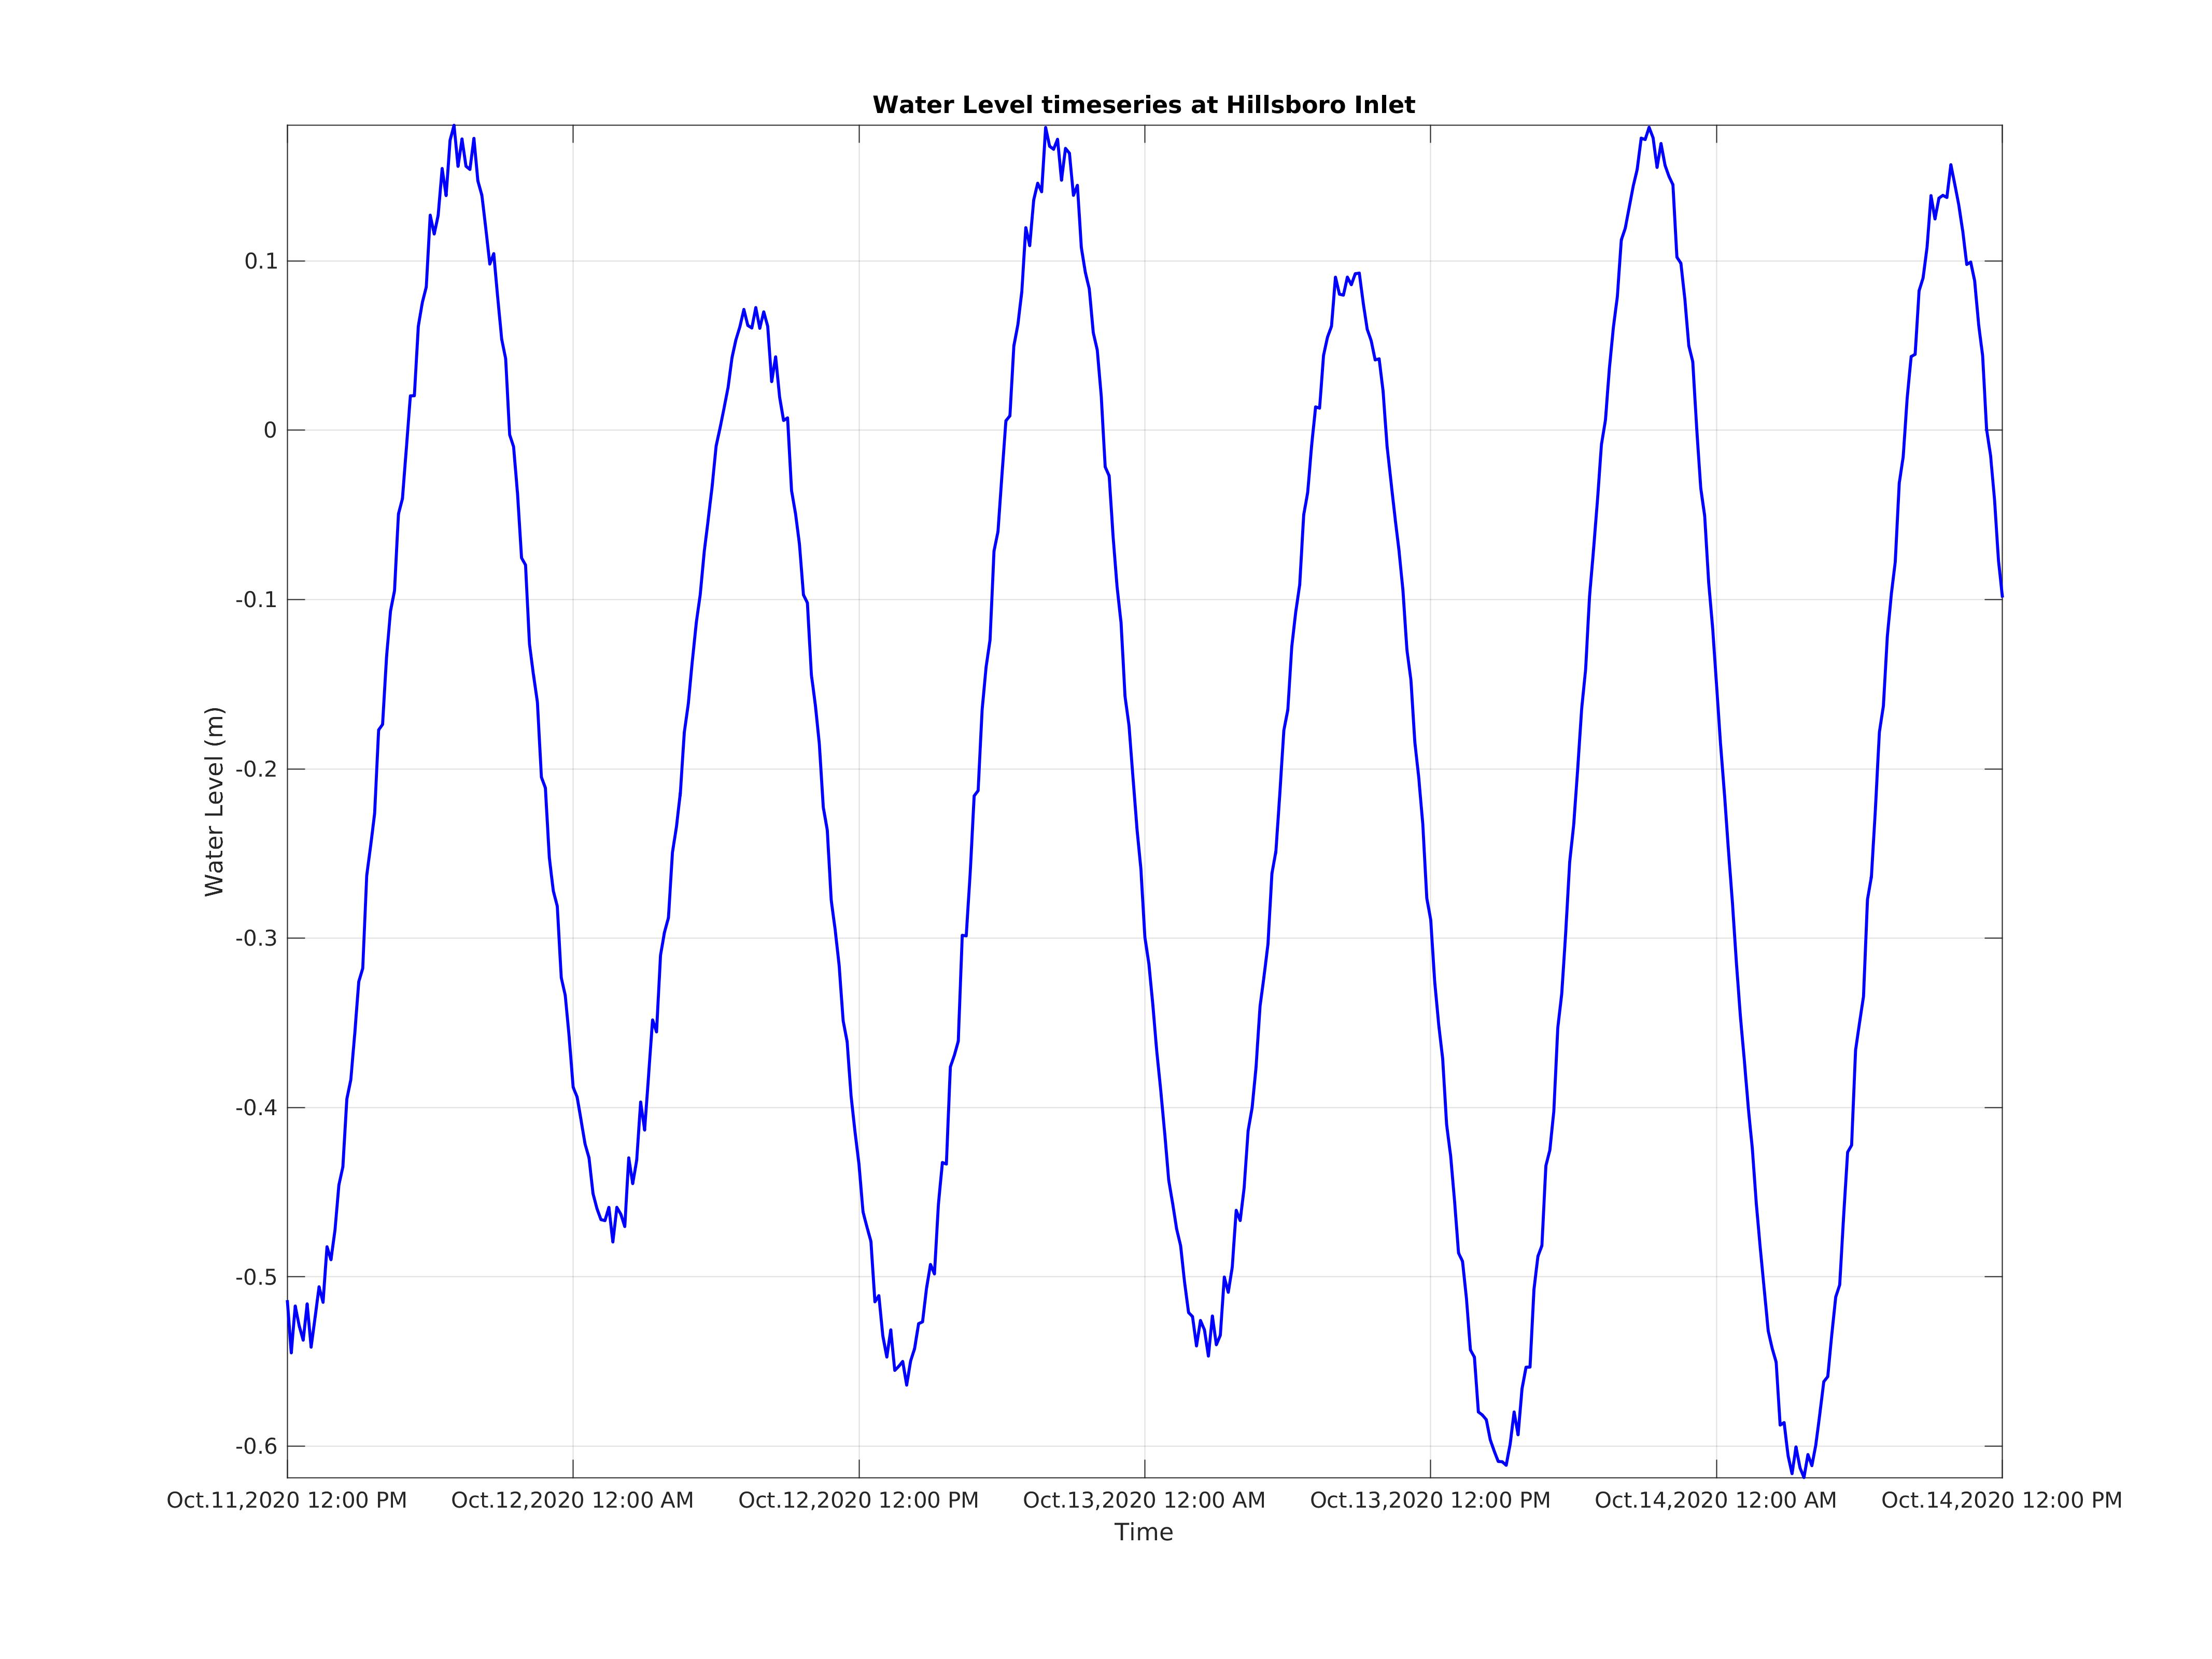 Water Level timeseries at Hillsboro Inlet
0.1
0
-0.1
-0.2
-0.3
-0.4
-0.5
-0.6
Water Level (m)
Oct.11,2020 12:00 PM Oct.12,2020 12:00 AM Oct.12,2020 12:00 PM Oct.13,2020 12:00 AM Oct.13,2020 12:00 PM Oct.14,2020 12:00 AM Oct.14,2020 12:00 PM
Time